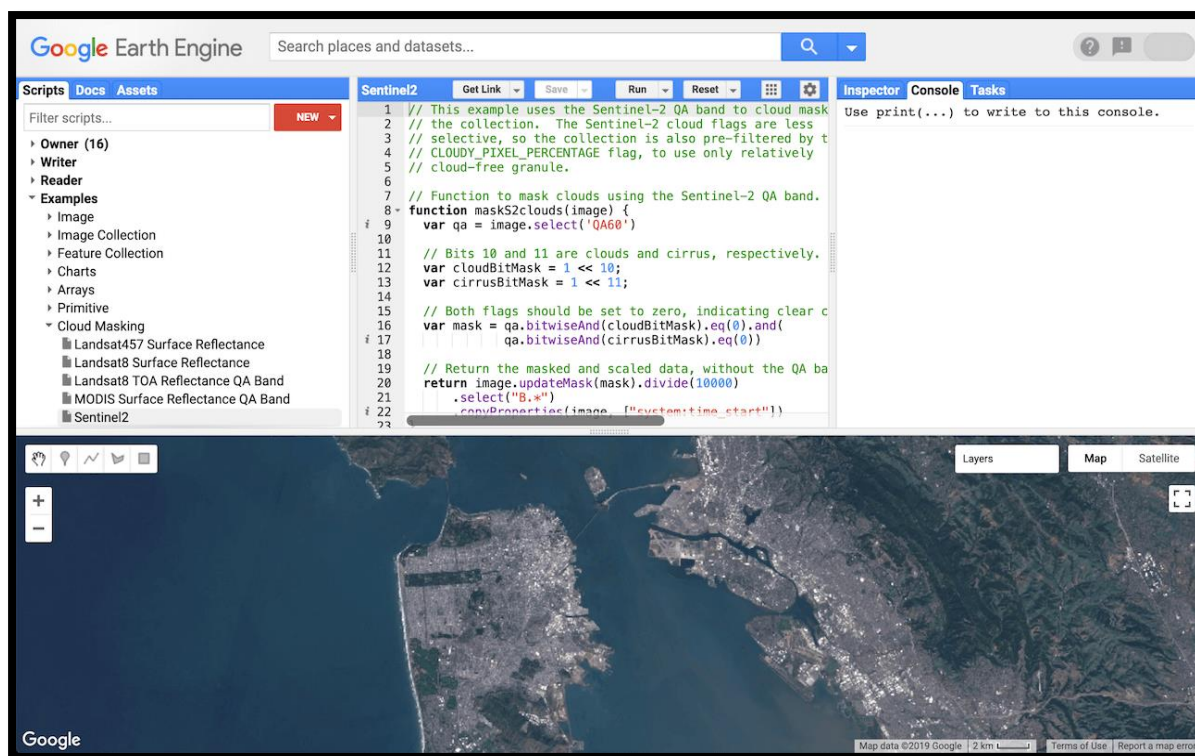 Google Earth Engine
Search places and datasets...
Scripts Docs Assets
Filter scripts...
NEW
Owner (16)
Writer
Reader
Examples
Image
Image Collection
Feature Collection
Charts
Arrays
Primitive
Cloud Masking
Landsat457 Surface Reflectance
Landsat8 Surface Reflectance
Landsat8 TOA Reflectance QA Band
MODIS Surface Reflectance QA Band
Sentinel2
Sentinel2 Get Link Save Run Reset
1 // This example uses the Sentinel-2 QA band to cloud mask
2 // the collection.  The Sentinel-2 cloud flags are less
3 // selective, so the collection is also pre-filtered by t
4 // CLOUDY_PIXEL_PERCENTAGE flag, to use only relatively
5 // cloud-free granule.
6
7 // Function to mask clouds using the Sentinel-2 QA band.
8 function maskS2clouds(image) {
i 9 var qa = image.select('QA60')
10
11 // Bits 10 and 11 are clouds and cirrus, respectively.
12 var cloudBitMask = 1 << 10;
13 var cirrusBitMask = 1 << 11;
14
15 // Both flags should be set to zero, indicating clear c
16 var mask = qa.bitwiseAnd(cloudBitMask).eq(0).and(
i 17 qa.bitwiseAnd(cirrusBitMask).eq(0))
18
19 // Return the masked and scaled data, without the QA ba
20 return image.updateMask(mask).divide(10000)
21 .select("B.*")
i 22 .copyProperties(image, ["system:time_start"])
23
Inspector Console Tasks
Use print(...) to write to this console.
Layers
Map Satellite
+
−
Google
Map data ©2019 Google 2 km Terms of Use Report a map erro